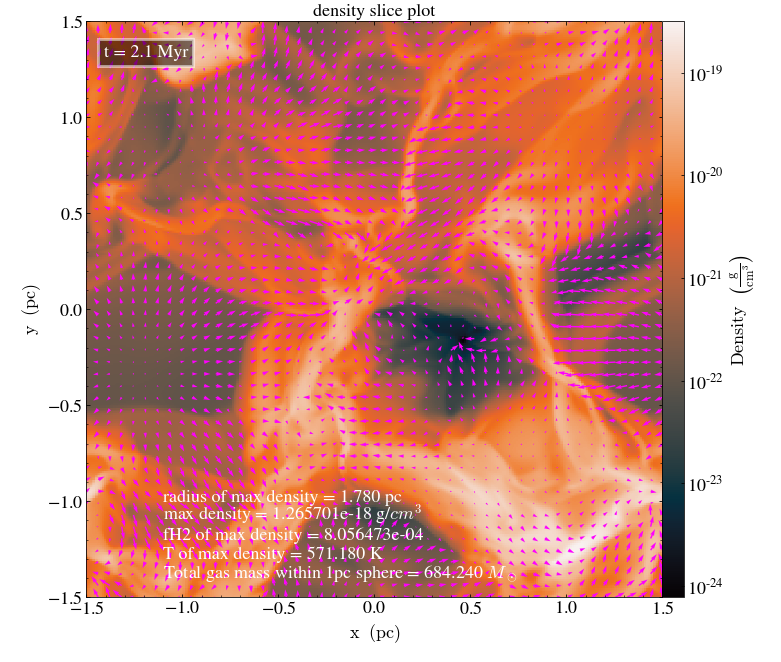 density slice plot
t = 2.1 Myr
1.5
1.0
0.5
0.0
−0.5
−1.0
−1.5
y (pc)
radius of max density = 1.780 pc
max density = 1.265701e-18 g/cm³
fH2 of max density = 8.056473e-04
T of max density = 571.180 K
Total gas mass within 1pc sphere = 684.240 M☉
−1.5 −1.0 −0.5 0.0 0.5 1.0 1.5
x (pc)
10⁻¹⁹
10⁻²⁰
10⁻²¹
10⁻²²
10⁻²³
10⁻²⁴
Density (g/cm³)